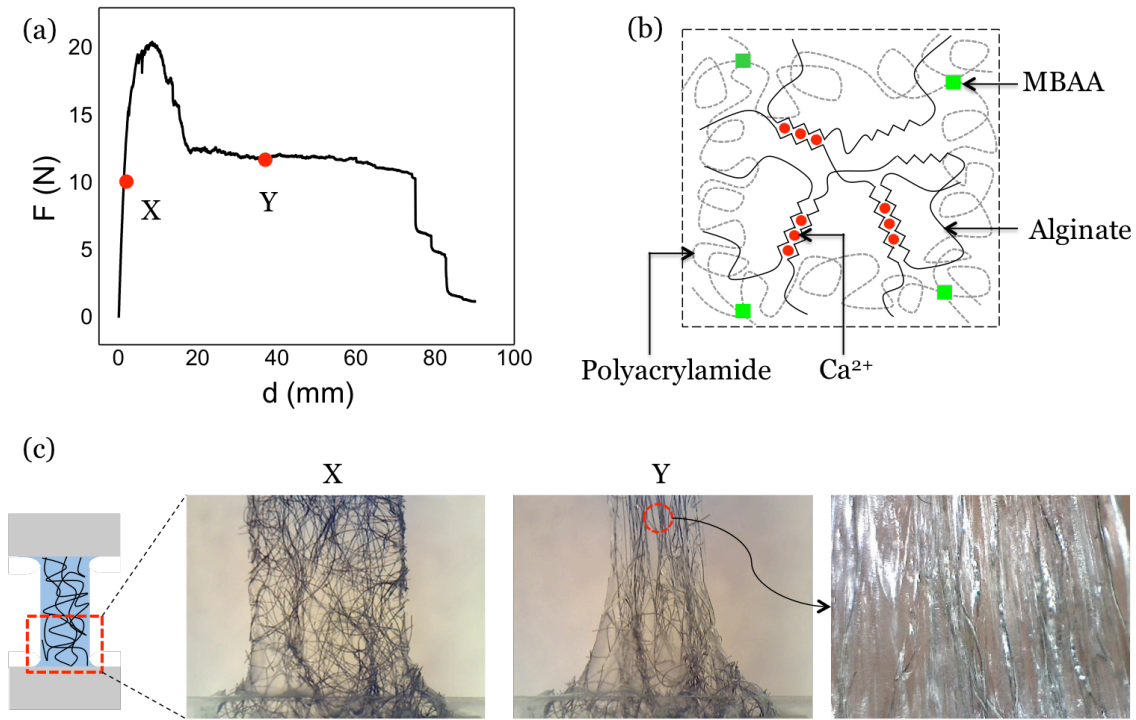 (a)
20
15
10
5
0
F (N)
X
Y
0 20 40 60 80 100
d (mm)
(b)
MBAA
Alginate
Polyacrylamide
Ca²⁺
(c)
X
Y